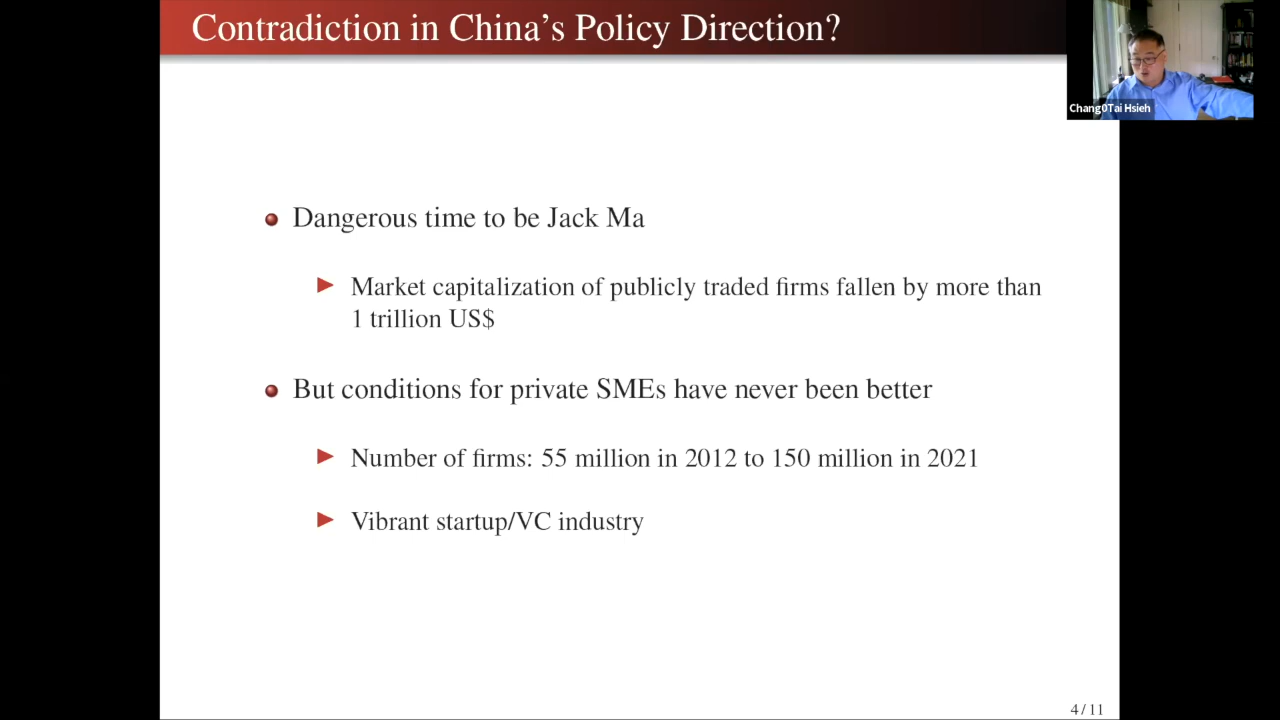 Contradiction in China's Policy Direction?
Chang0Tai Hsieh
Dangerous time to be Jack Ma
Market capitalization of publicly traded firms fallen by more than
1 trillion US$
But conditions for private SMEs have never been better
Number of firms: 55 million in 2012 to 150 million in 2021
Vibrant startup/VC industry
4 / 11